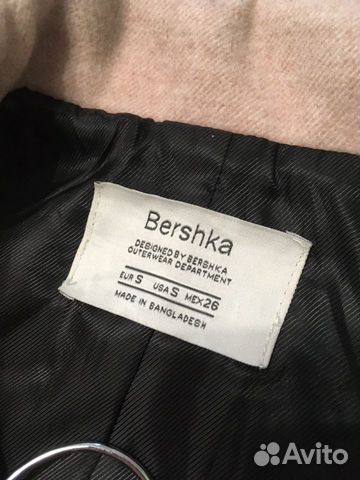 Bershka
DESIGNED BY BERSHKA
OUTERWEAR DEPARTMENT
EUR S USA S MEX 26
MADE IN BANGLADESH
Avito